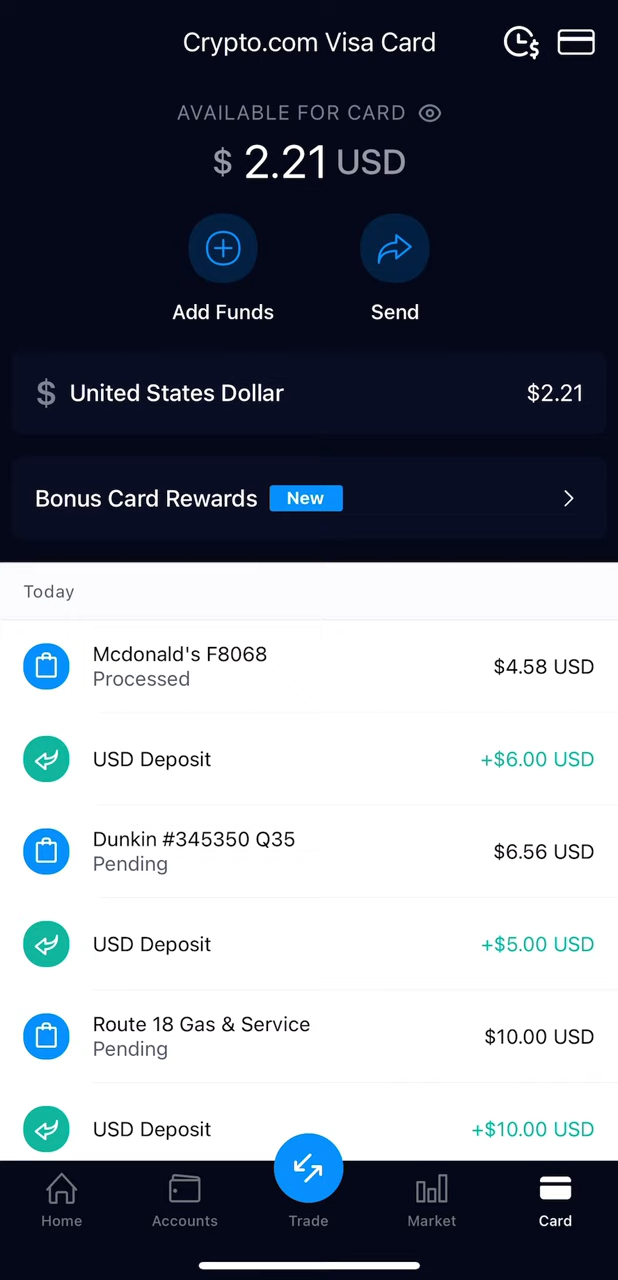 Crypto.com Visa Card
AVAILABLE FOR CARD
$ 2.21 USD
Add Funds
Send
$ United States Dollar
$2.21
Bonus Card Rewards New
Today
Mcdonald's F8068
Processed
$4.58 USD
USD Deposit
+$6.00 USD
Dunkin #345350 Q35
Pending
$6.56 USD
USD Deposit
+$5.00 USD
Route 18 Gas & Service
Pending
$10.00 USD
USD Deposit
+$10.00 USD
Home
Accounts
Trade
Market
Card